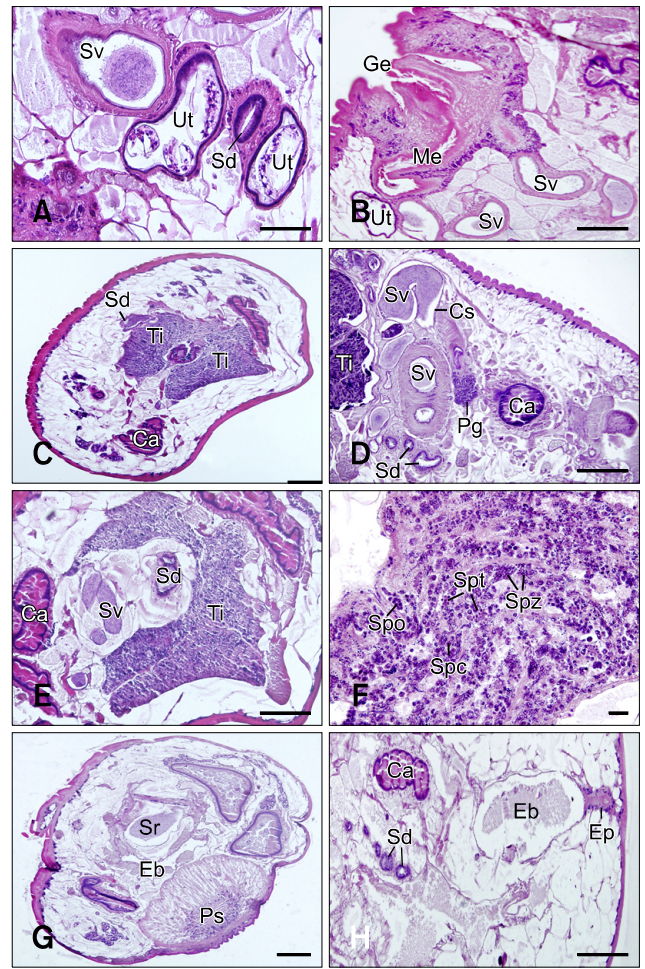 Sv
Ut
Sd
Ut
A
Ge
Me
Sv
Sv
Ut
B
Sd
Ti
Ti
Ca
C
Sv
Cs
Ti
Sv
Ca
Pg
Sd
D
Sd
Ca
Sv
Ti
E
Spt
Spz
Spo
Spc
F
Sr
Eb
Ps
G
Ca
Eb
Ep
Sd
H